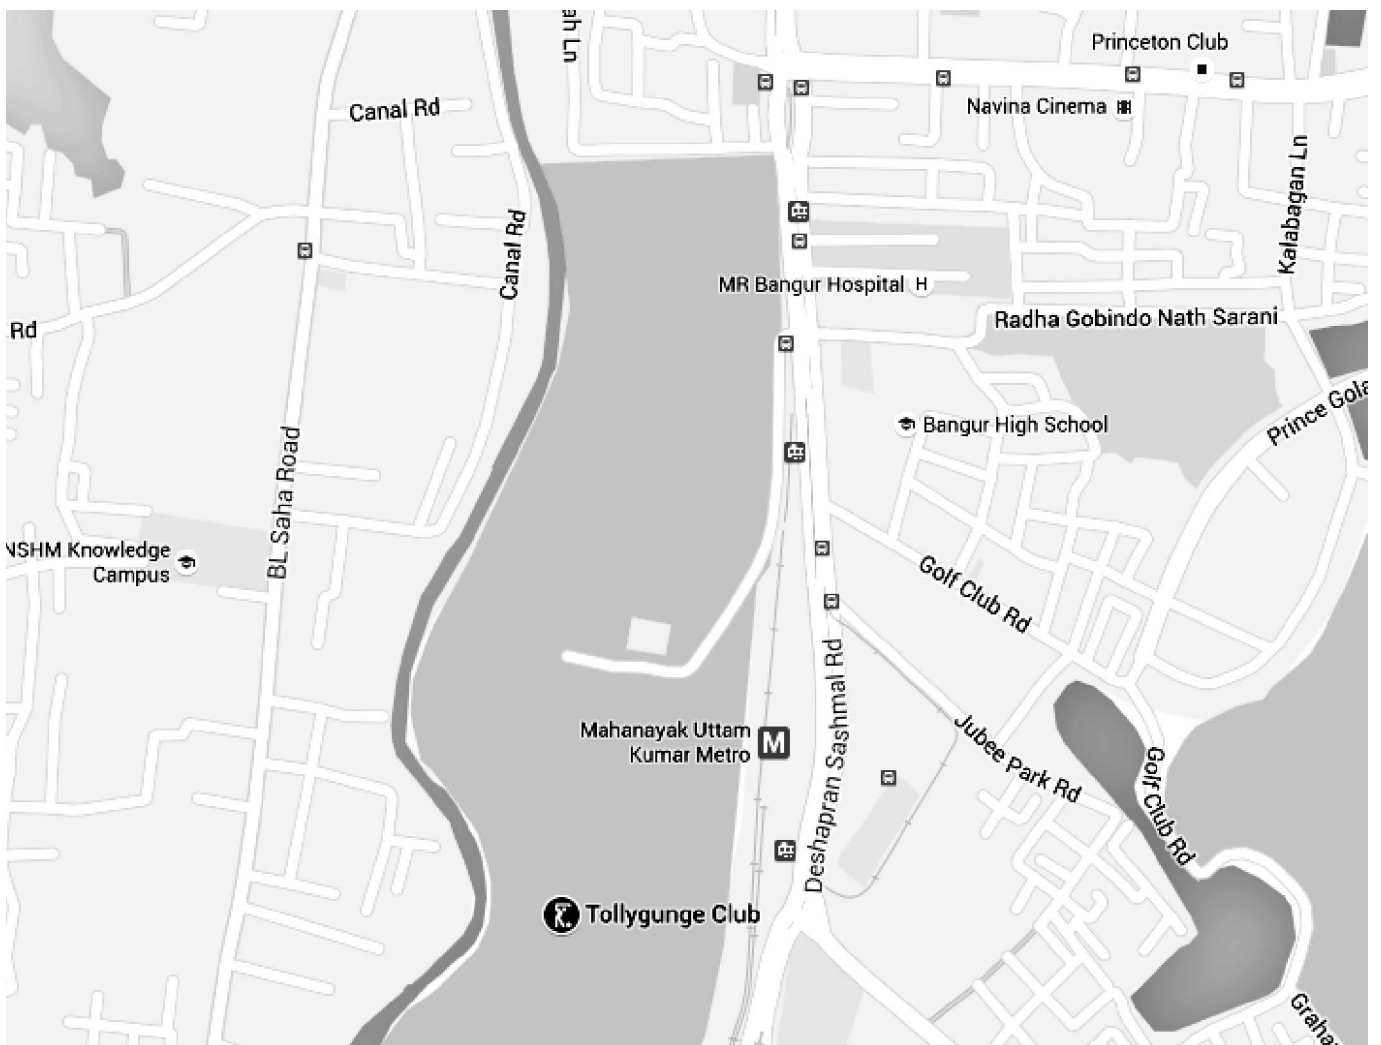 ah Ln
Princeton Club
Navina Cinema
Canal Rd
Kalabagan Ln
Canal Rd
MR Bangur Hospital
H
Radha Gobindo Nath Sarani
Rd
Prince Gola
Bangur High School
BL Saha Road
NSHM Knowledge
Campus
Golf Club Rd
Deshapran Sashmal Rd
Mahanayak Uttam
Kumar Metro
M
Jubee Park Rd
Golf Club Rd
Tollygunge Club
Graha